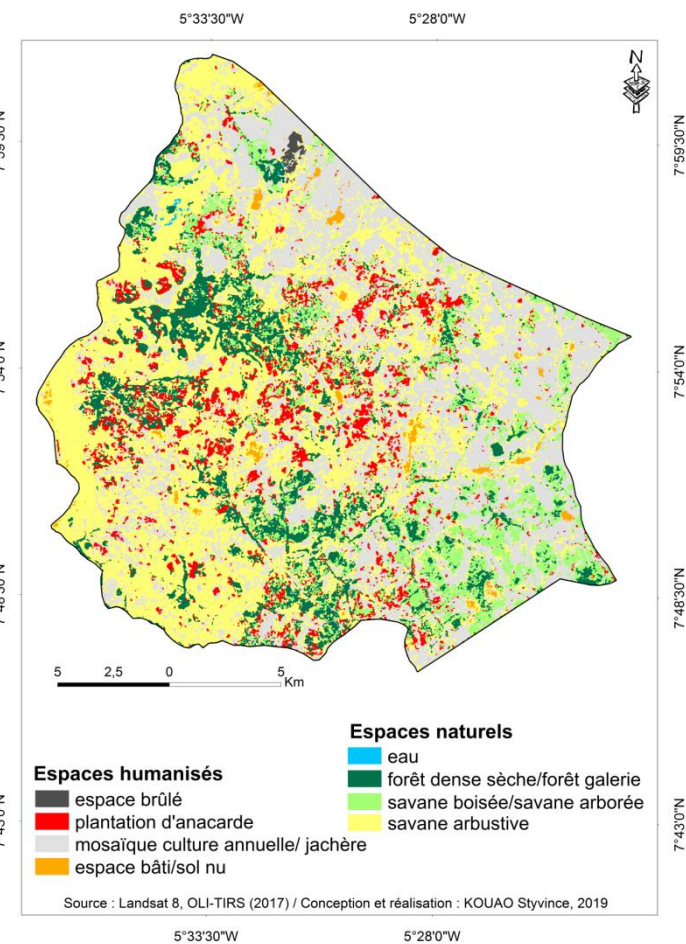 5°33'30"W 5°28'0"W
N
7°59'30"N
7°54'0"N 7°54'0"N
7°48'30"N 7°48'30"N
5 2,5 0 5
Km
Espaces naturels
eau
forêt dense sèche/forêt galerie
savane boisée/savane arborée
savane arbustive
Espaces humanisés
espace brûlé
plantation d'anacarde
mosaïque culture annuelle/ jachère
espace bâti/sol nu
7°43'0"N 7°43'0"N
Source : Landsat 8, OLI-TIRS (2017) / Conception et réalisation : KOUAO Styvince, 2019
5°33'30"W 5°28'0"W